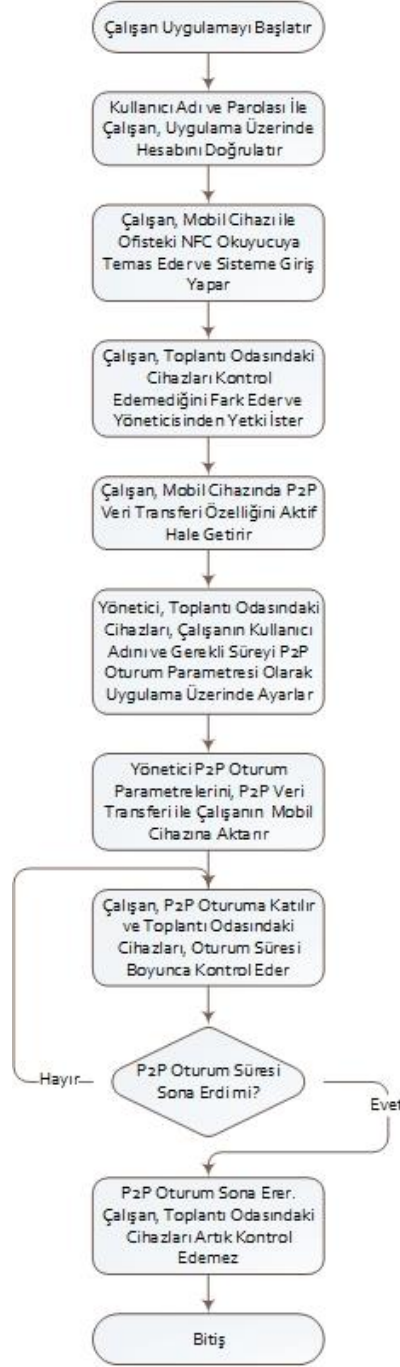 Çalışan Uygulamayı Başlatır
Kullanıcı Adı ve Parolası İle
Çalışan, Uygulama Üzerinde
Hesabını Doğrulatır
Çalışan, Mobil Cihazı ile
Ofisteki NFC Okuyucuya
Temas Eder ve Sisteme Giriş
Yapar
Çalışan, Toplantı Odasındaki
Cihazları Kontrol
Edemediğini Fark Eder ve
Yöneticisinden Yetki İster
Çalışan, Mobil Cihazında P2P
Veri Transferi Özelliğini Aktif
Hale Getirir
Yönetici, Toplantı Odasındaki
Cihazları, Çalışanın Kullanıcı
Adını ve Gerekli Süreyi P2P
Oturum Parametresi Olarak
Uygulama Üzerinde Ayarlar
Yönetici P2P Oturum
Parametrelerini, P2P Veri
Transferi ile Çalışanın Mobil
Cihazına Aktarır
Çalışan, P2P Oturuma Katılır
ve Toplantı Odasındaki
Cihazları, Oturum Süresi
Boyunca Kontrol Eder
P2P Oturum Süresi
Sona Erdi mi?
Hayır
Evet
P2P Oturum Sona Erer.
Çalışan, Toplantı Odasındaki
Cihazları Artık Kontrol
Edemez
Bitiş